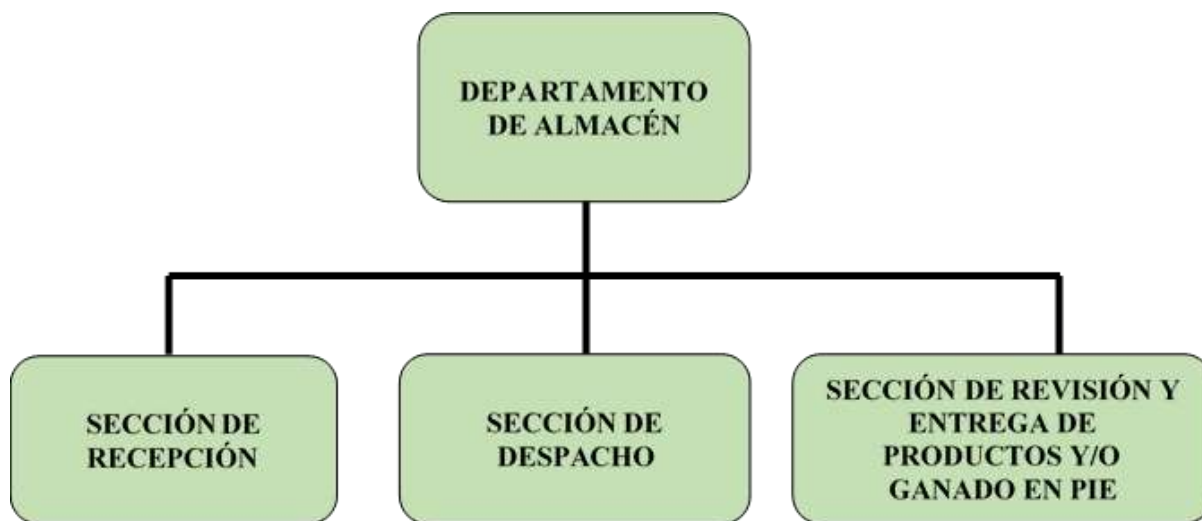 DEPARTAMENTO
DE ALMACÉN
SECCIÓN DE
RECEPCIÓN
SECCIÓN DE
DESPACHO
SECCIÓN DE REVISIÓN Y
ENTREGA DE
PRODUCTOS Y/O
GANADO EN PIE